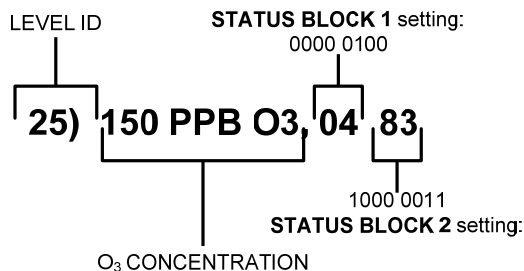 LEVEL ID
STATUS BLOCK 1 setting:
0000 0100
25) 150 PPB O3, 04 83
1000 0011
STATUS BLOCK 2 setting:
O₃ CONCENTRATION